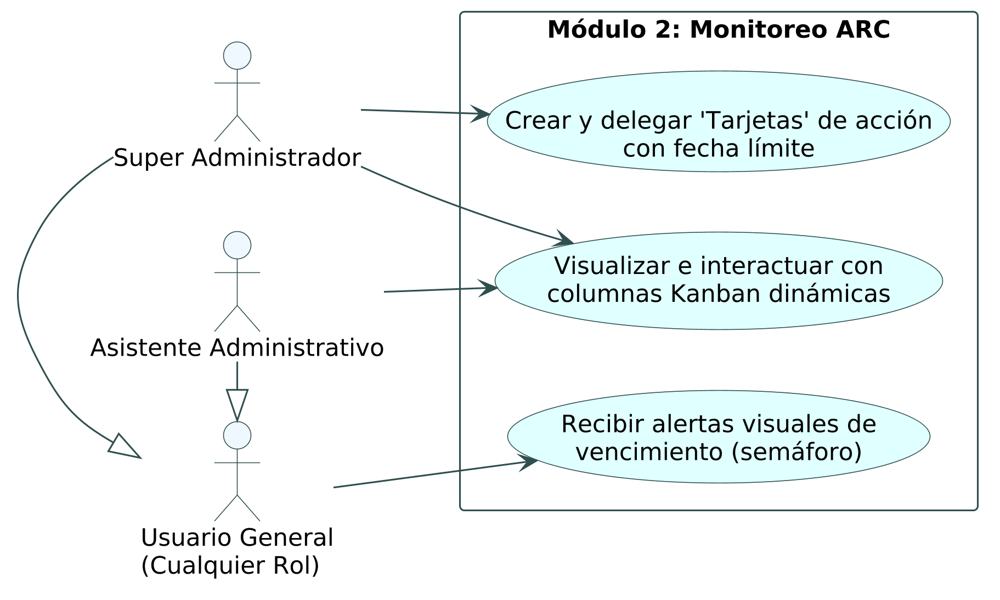 Módulo 2: Monitoreo ARC
Super Administrador
Crear y delegar 'Tarjetas' de acción
con fecha límite
Asistente Administrativo
Visualizar e interactuar con
columnas Kanban dinámicas
Usuario General
(Cualquier Rol)
Recibir alertas visuales de
vencimiento (semáforo)